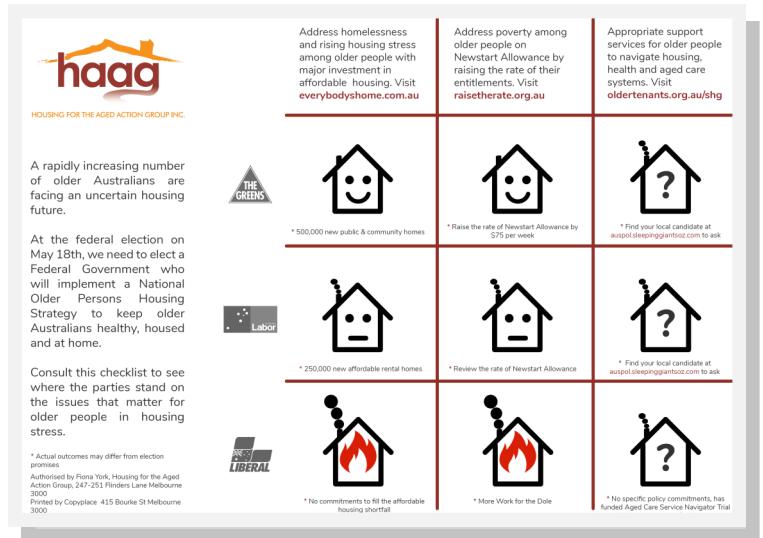 haag
HOUSING FOR THE AGED ACTION GROUP INC.
A rapidly increasing number
of older Australians are
facing an uncertain housing
future.
At the federal election on
May 18th, we need to elect a
Federal Government who
will implement a National
Older Persons Housing
Strategy to keep older
Australians healthy, housed
and at home.
Consult this checklist to see
where the parties stand on
the issues that matter for
older people in housing
stress.
* Actual outcomes may differ from election
promises
Authorised by Fiona York, Housing for the Aged
Action Group, 247-251 Flinders Lane Melbourne
3000
Printed by Copyplace 415 Bourke St Melbourne
3000
Address homelessness
and rising housing stress
among older people with
major investment in
affordable housing. Visit
everybodyshome.com.au
Address poverty among
older people on
Newstart Allowance by
raising the rate of their
entitlements. Visit
raisetherate.org.au
Appropriate support
services for older people
to navigate housing,
health and aged care
systems. Visit
oldertenants.org.au/shg
THE
GREENS
* 500,000 new public & community homes
* Raise the rate of Newstart Allowance by
$75 per week
?
* Find your local candidate at
auspol.sleepinggiantsoz.com to ask
Labor
* 250,000 new affordable rental homes
* Review the rate of Newstart Allowance
?
* Find your local candidate at
auspol.sleepinggiantsoz.com to ask
LIBERAL
* No commitments to fill the affordable
housing shortfall
* More Work for the Dole
?
* No specific policy commitments, has
funded Aged Care Service Navigator Trial